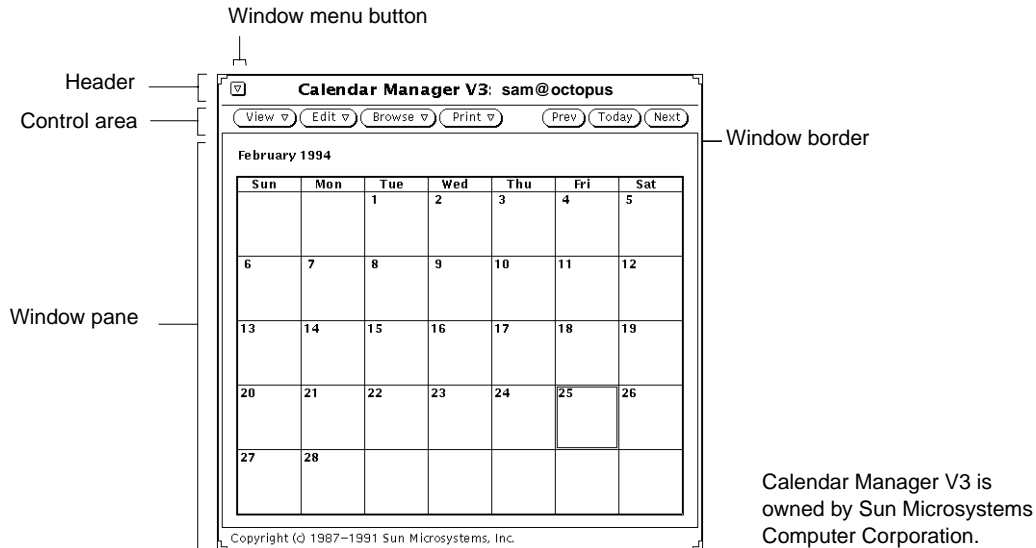 Window menu button
Header
Calendar Manager V3: sam@octopus
Control area
View Edit Browse Print Prev Today Next
Window border
February 1994
Sun Mon Tue Wed Thu Fri Sat
1 2 3 4 5
6 7 8 9 10 11 12
Window pane
13 14 15 16 17 18 19
20 21 22 23 24 25 26
27 28
Calendar Manager V3 is
owned by Sun Microsystems
Computer Corporation.
Copyright (c) 1987-1991 Sun Microsystems, Inc.